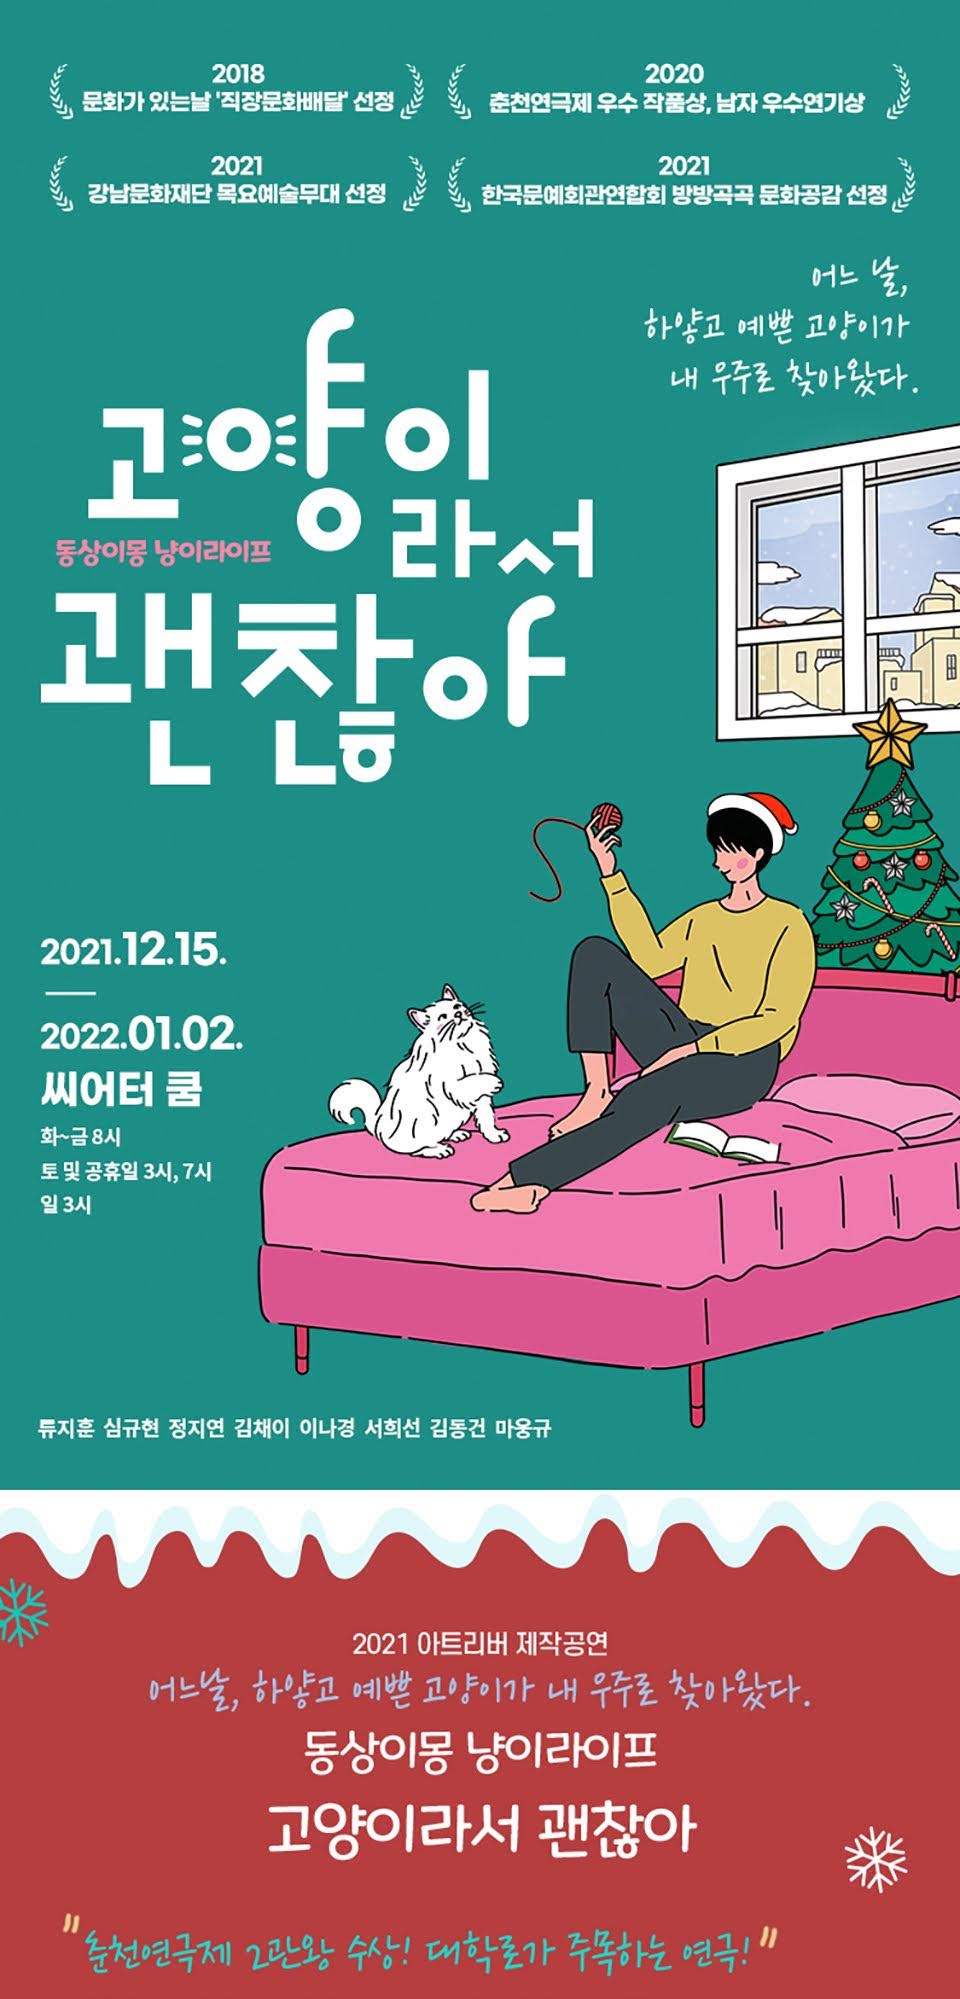 2018
문화가 있는날 '직장문화배달' 선정
2020
춘천연극제 우수 작품상, 남자 우수연기상
2021
강남문화재단 목요예술무대 선정
2021
한국문예회관연합회 방방곡곡 문화공감 선정
어느 날,
하얗고 예쁜 고양이가
내 우주로 찾아왔다.
고양이
라서
동상이몽 냥이라이프
괜찮아
2021.12.15.
2022.01.02.
씨어터 쿰
화~금 8시
토 및 공휴일 3시, 7시
일 3시
류지훈 심규현 정지연 김채이 이나경 서희선 김동건 마웅규
2021 아트리버 제작공연
어느날, 하얗고 예쁜 고양이가 내 우주로 찾아왔다.
동상이몽 냥이라이프
고양이라서 괜찮아
"춘천연극제 2관왕 수상! 대학로가 주목하는 연극!"